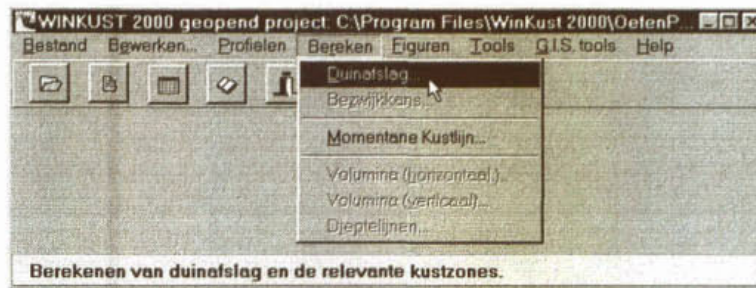 WINKUST 2000 geopend project: C:\Program Files\WinKust 2000\OefenP...
Bestand Bewerken... Profielen Bereken Figuren Tools G.I.S. tools Help
Duinafslag...
Bezwijkkans...
Momentane Kustlijn...
Volumina (horizontaal)...
Volumina (verticaal)...
Dieptelijnen...
Berekenen van duinafslag en de relevante kustzones.